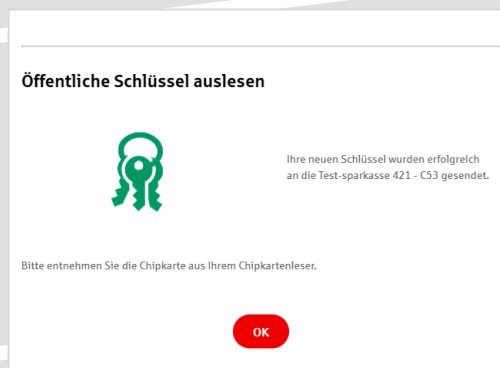 Öffentliche Schlüssel auslesen
Ihre neuen Schlüssel wurden erfolgreich
an die Test-sparkasse 421 - C53 gesendet.
Bitte entnehmen Sie die Chipkarte aus Ihrem Chipkartenleser.
OK